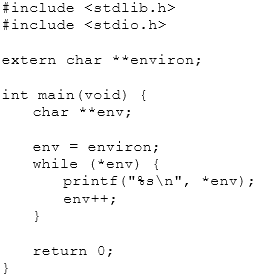 #include <stdlib.h>
#include <stdio.h>

extern char **environ;

int main(void) {
   char **env;

   env = environ;
   while (*env) {
      printf("%s\n", *env);
      env++;
   }

   return 0;
}